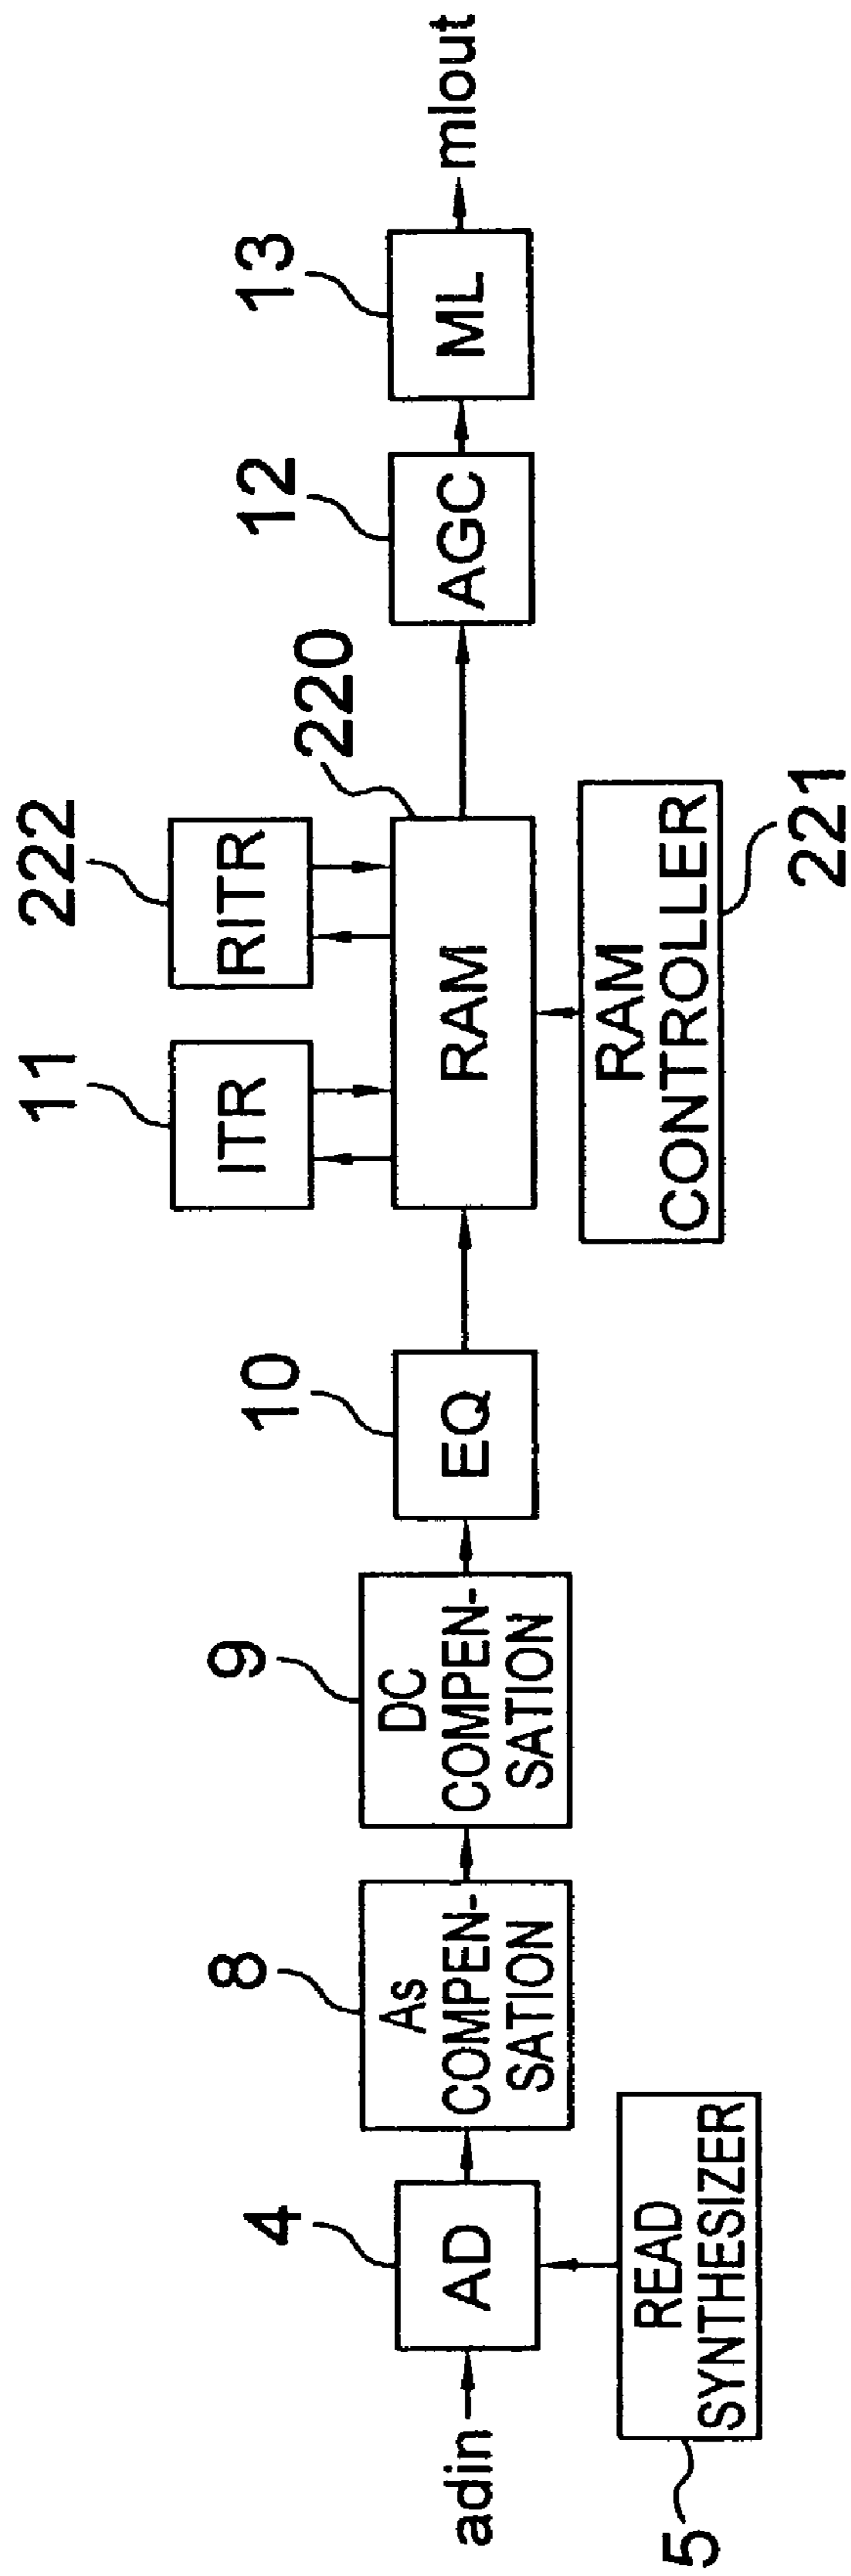 adin
4
AD
5
READ
SYNTHESIZER
8
As
COMPEN-
SATION
9
DC
COMPEN-
SATION
10
EQ
11
ITR
222
RITR
220
RAM
RAM
CONTROLLER
221
12
AGC
13
ML
mlout